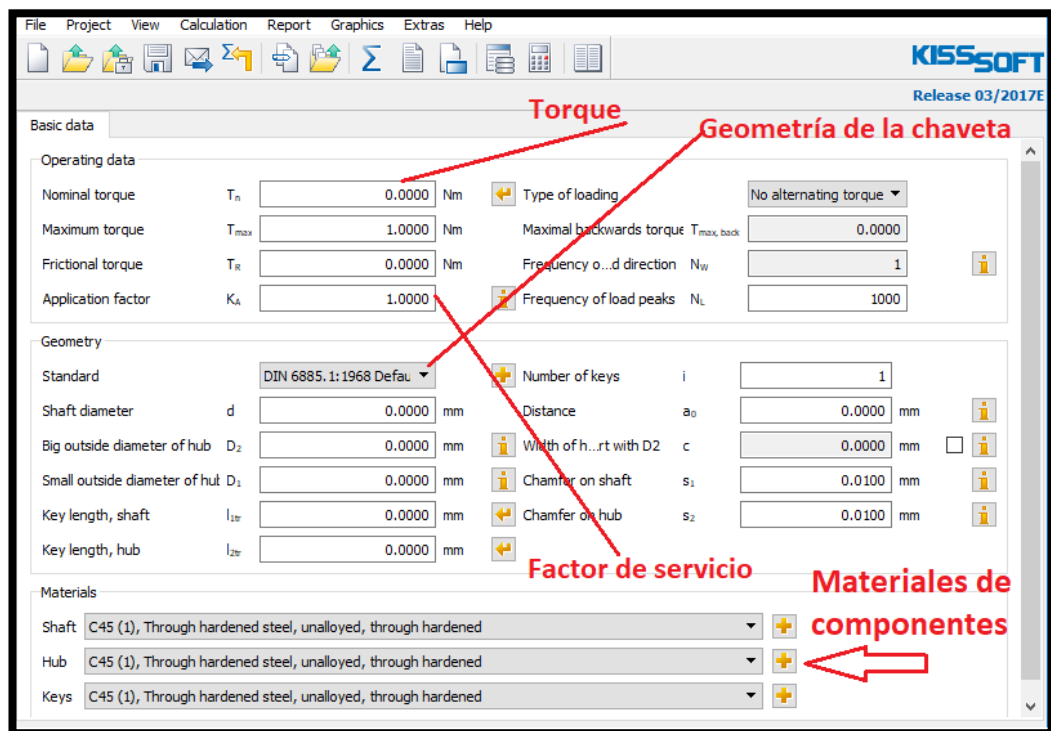 File Project View Calculation Report Graphics Extras Help
KISSSOFT
Release 03/2017E
Torque
Geometría de la chaveta
Basic data
Operating data
Nominal torque Tn 0.0000 Nm Type of loading No alternating torque
Maximum torque Tmax 1.0000 Nm Maximal backwards torque Tmax, back 0.0000
Frictional torque TR 0.0000 Nm Frequency o...d direction NW 1
Application factor KA 1.0000 Frequency of load peaks NL 1000
Geometry
Standard DIN 6885.1:1968 Defau Number of keys i 1
Shaft diameter d 0.0000 mm Distance a0 0.0000 mm
Big outside diameter of hub D2 0.0000 mm Width of h...rt with D2 c 0.0000 mm
Small outside diameter of hub D1 0.0000 mm Chamfer on shaft s1 0.0100 mm
Key length, shaft l1tr 0.0000 mm Chamfer on hub s2 0.0100 mm
Key length, hub l2tr 0.0000 mm
Factor de servicio
Materiales de
componentes
Materials
Shaft C45 (1), Through hardened steel, unalloyed, through hardened
Hub C45 (1), Through hardened steel, unalloyed, through hardened
Keys C45 (1), Through hardened steel, unalloyed, through hardened